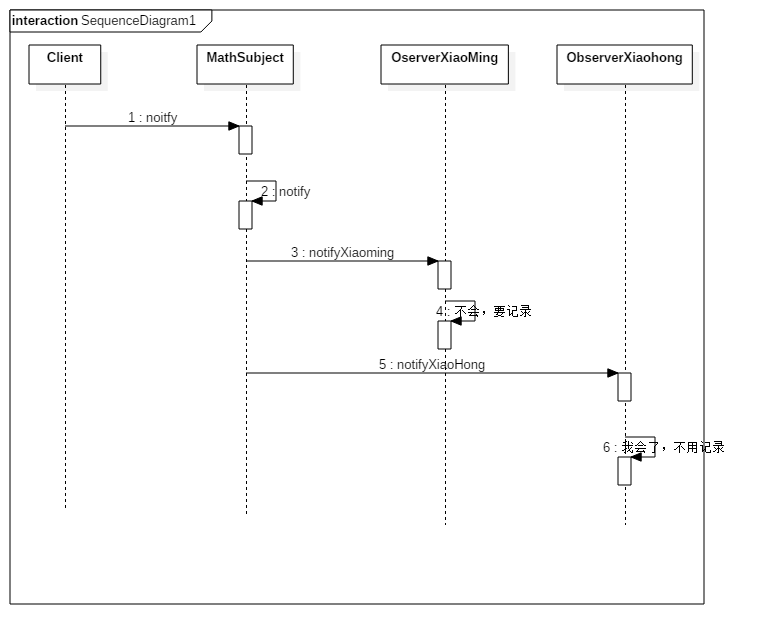 interaction SequenceDiagram1
Client
MathSubject
OserverXiaoMing
ObserverXiaohong
1 : noitfy
2 : notify
3 : notifyXiaoming
4 : 不会，要记录
5 : notifyXiaoHong
6 : 我会了，不用记录